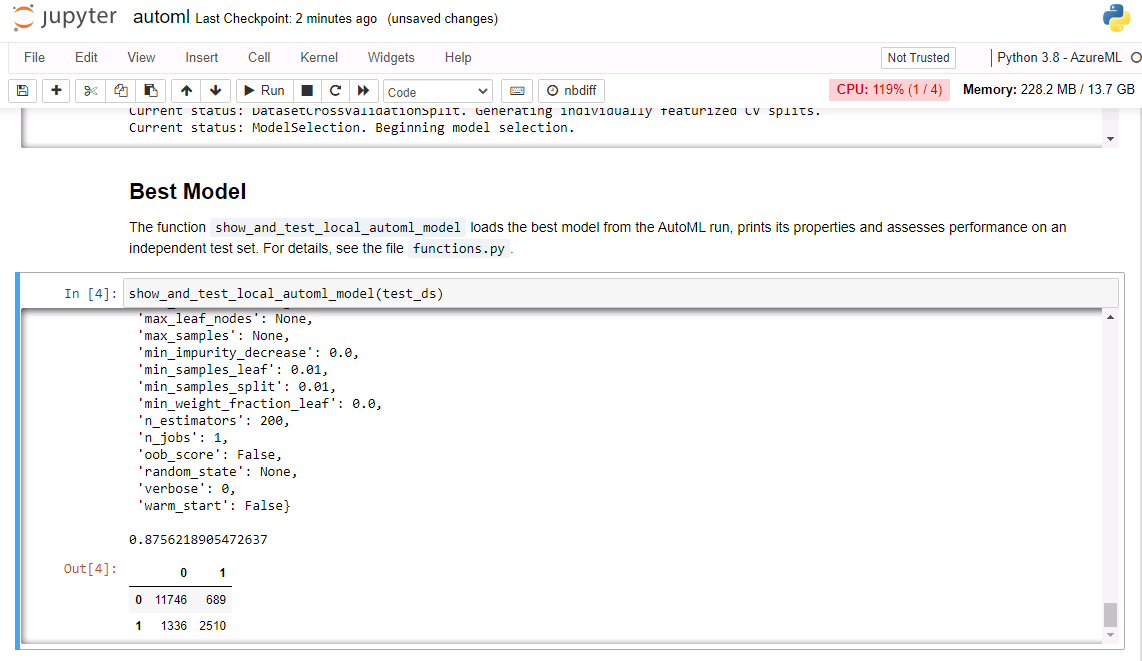 jupyter automl Last Checkpoint: 2 minutes ago (unsaved changes)
File Edit View Insert Cell Kernel Widgets Help Not Trusted Python 3.8 - AzureML
Run Code nbdiff CPU: 119% (1 / 4) Memory: 228.2 MB / 13.7 GB
Current status: DatasetCrossValidationSplit. Generating individually featurized CV splits.
Current status: ModelSelection. Beginning model selection.
Best Model
The function show_and_test_local_automl_model loads the best model from the AutoML run, prints its properties and assesses performance on an
independent test set. For details, see the file functions.py.
In [4]: show_and_test_local_automl_model(test_ds)
'max_leaf_nodes': None,
'max_samples': None,
'min_impurity_decrease': 0.0,
'min_samples_leaf': 0.01,
'min_samples_split': 0.01,
'min_weight_fraction_leaf': 0.0,
'n_estimators': 200,
'n_jobs': 1,
'oob_score': False,
'random_state': None,
'verbose': 0,
'warm_start': False}
0.8756218905472637
Out[4]:
0 1
0 11746 689
1 1336 2510